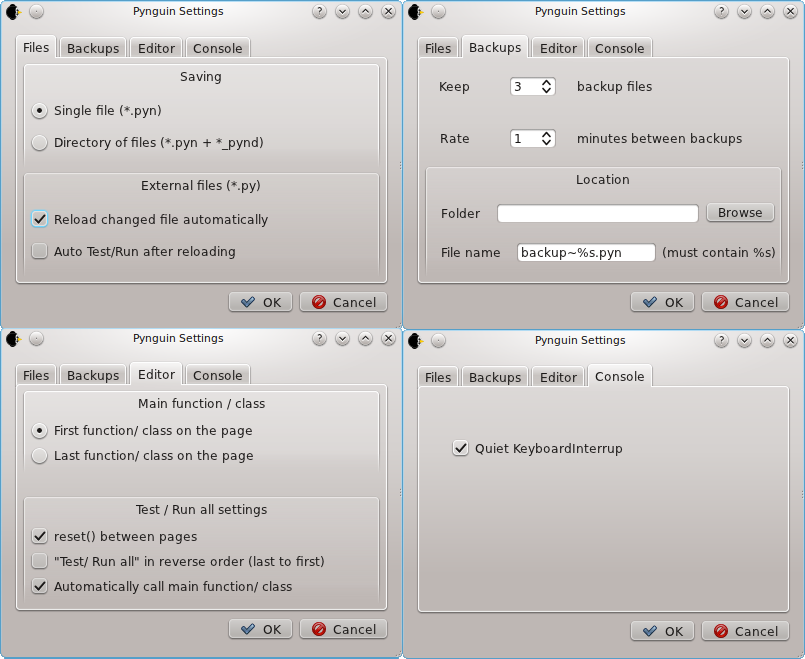 Pynguin Settings
?
Files Backups Editor Console
Saving
Single file (*.pyn)
Directory of files (*.pyn + *_pynd)
External files (*.py)
Reload changed file automatically
Auto Test/Run after reloading
OK Cancel
Pynguin Settings
?
Files Backups Editor Console
Keep 3 backup files
Rate 1 minutes between backups
Location
Folder Browse
File name backup~%s.pyn (must contain %s)
OK Cancel
Pynguin Settings
?
Files Backups Editor Console
Main function / class
First function/ class on the page
Last function/ class on the page
Test / Run all settings
reset() between pages
"Test/ Run all" in reverse order (last to first)
Automatically call main function/ class
OK Cancel
Pynguin Settings
?
Files Backups Editor Console
Quiet KeyboardInterrup
OK Cancel